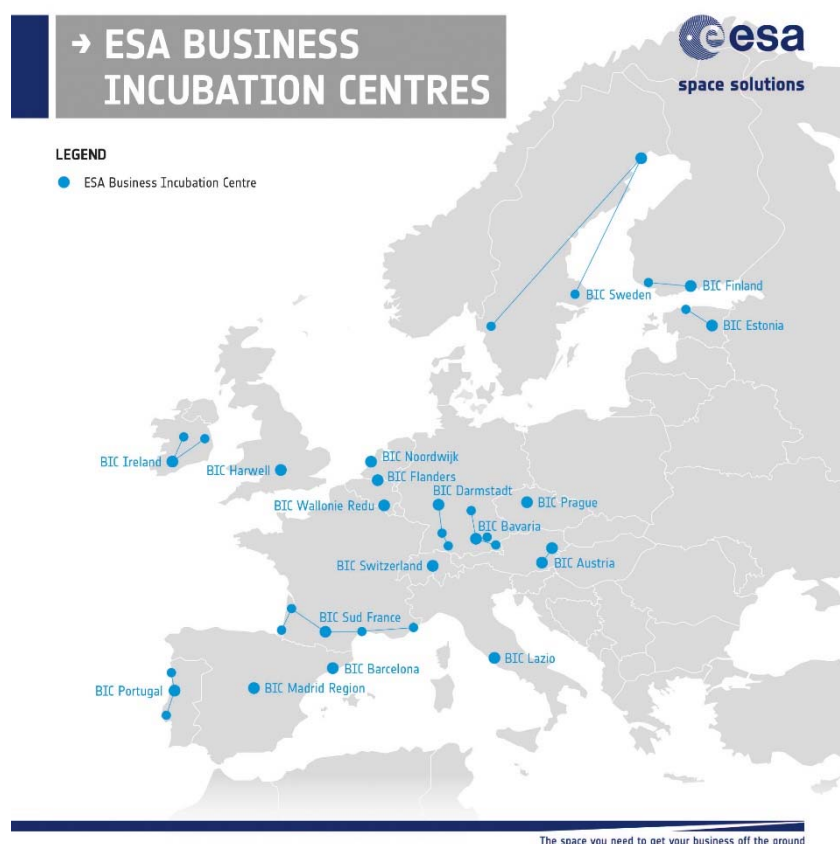 → ESA BUSINESS
INCUBATION CENTRES
esa
space solutions
LEGEND
ESA Business Incubation Centre
BIC Sweden
BIC Finland
BIC Estonia
BIC Ireland
BIC Harwell
BIC Noordwijk
BIC Flanders
BIC Darmstadt
BIC Wallonie Redu
BIC Prague
BIC Bavaria
BIC Switzerland
BIC Austria
BIC Sud France
BIC Lazio
BIC Barcelona
BIC Portugal
BIC Madrid Region
The space you need to get your business off the ground